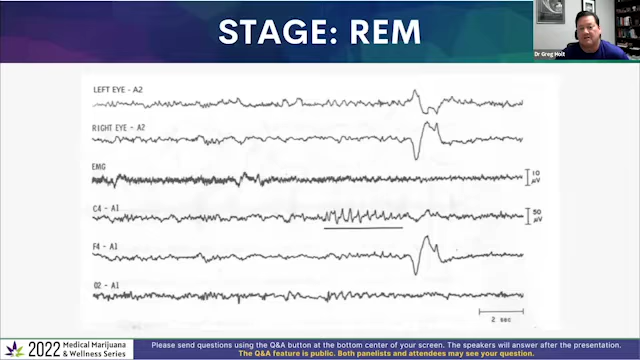 STAGE: REM
Dr Greg Holt
LEFT EYE - A2
RIGHT EYE - A2
EMG
10
μV
C4 - A1
50
μV
F4 - A1
O2 - A1
2 sec
2022 Medical Marijuana
& Wellness Series
Please send questions using the Q&A button at the bottom center of your screen. The speakers will answer after the presentation.
The Q&A feature is public. Both panelists and attendees may see your question.